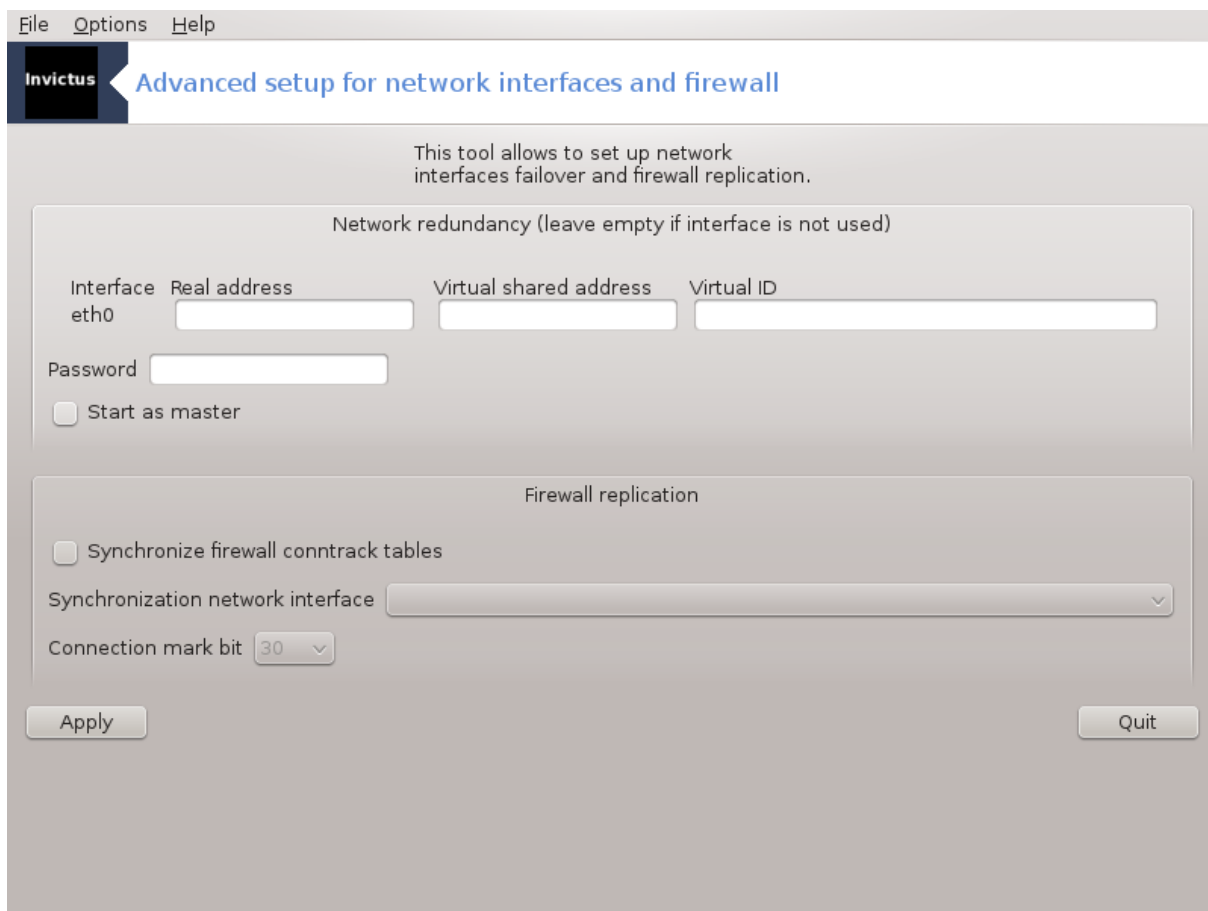 File Options Help
Invictus
Advanced setup for network interfaces and firewall
This tool allows to set up network
interfaces failover and firewall replication.
Network redundancy (leave empty if interface is not used)
Interface Real address Virtual shared address Virtual ID
eth0
Password
Start as master
Firewall replication
Synchronize firewall conntrack tables
Synchronization network interface
Connection mark bit 30
Apply Quit